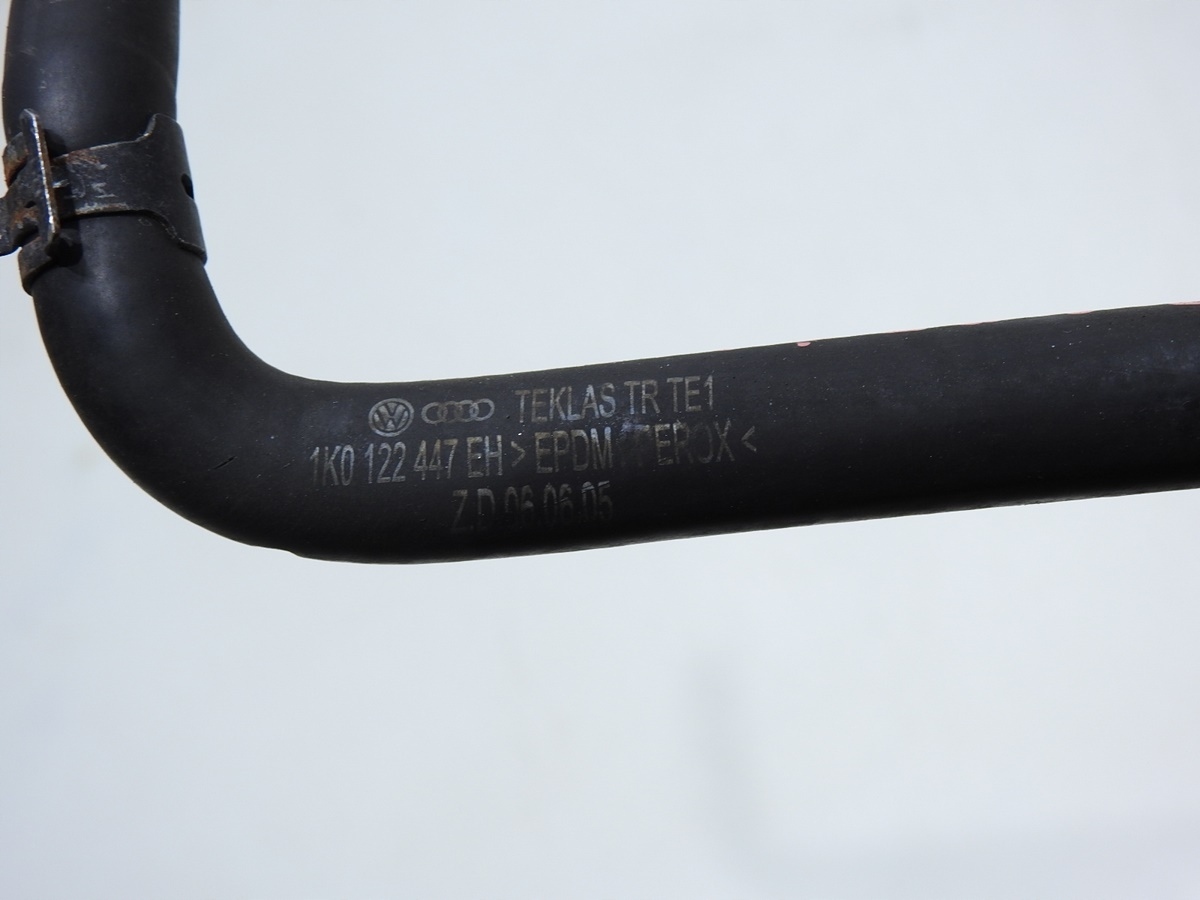 TEKLAS TR TE1
1K0 122 447 EH > EPDM PEROX <
Z.D 06.06.05